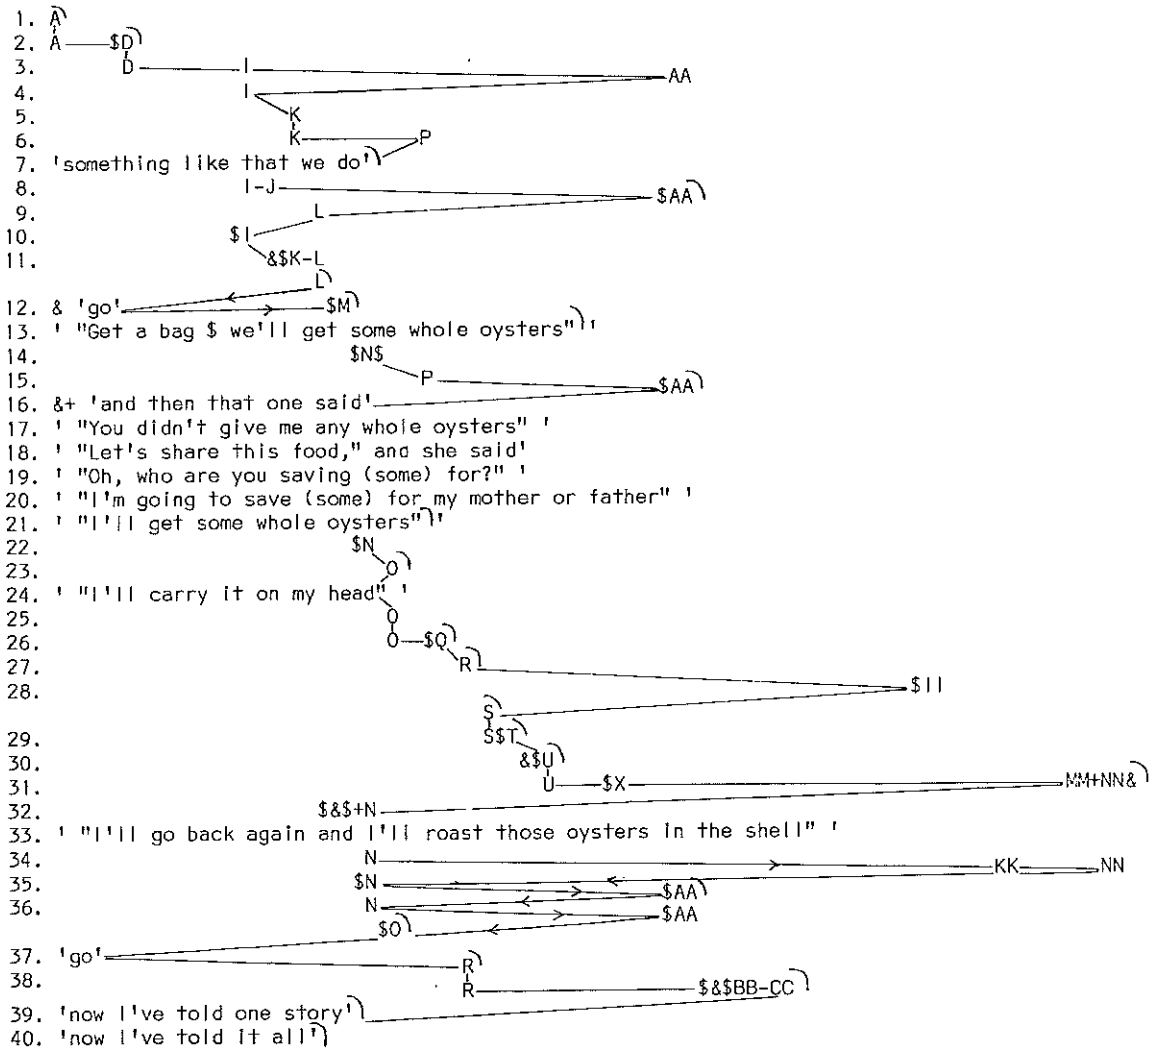 1. A
2. A $D
3. D I AA
4. I
5. K
6. K P
7. 'something like that we do'
8. I-J $AA
9. L
10. $I
11. &$K-L
L
12. & 'go' $M
13. ' "Get a bag $ we'll get some whole oysters" '
14. $N$
15. P $AA
16. &+ 'and then that one said'
17. ' "You didn't give me any whole oysters" '
18. ' "Let's share this food," and she said'
19. ' "Oh, who are you saving (some) for?" '
20. ' "I'm going to save (some) for my mother or father" '
21. ' "I'll get some whole oysters" '
22. $N
23. O
24. ' "I'll carry it on my head" '
25. O
26. O $Q
27. R
28. $II
S
29. S$T
30. &$U
31. U $X MM+NN&
32. $&$+N
33. ' "I'll go back again and I'll roast those oysters in the shell" '
34. N KK NN
35. $N $AA
36. N $AA
$O
37. 'go' R
38. R $&$BB-CC
39. 'now I've told one story'
40. 'now I've told it all'